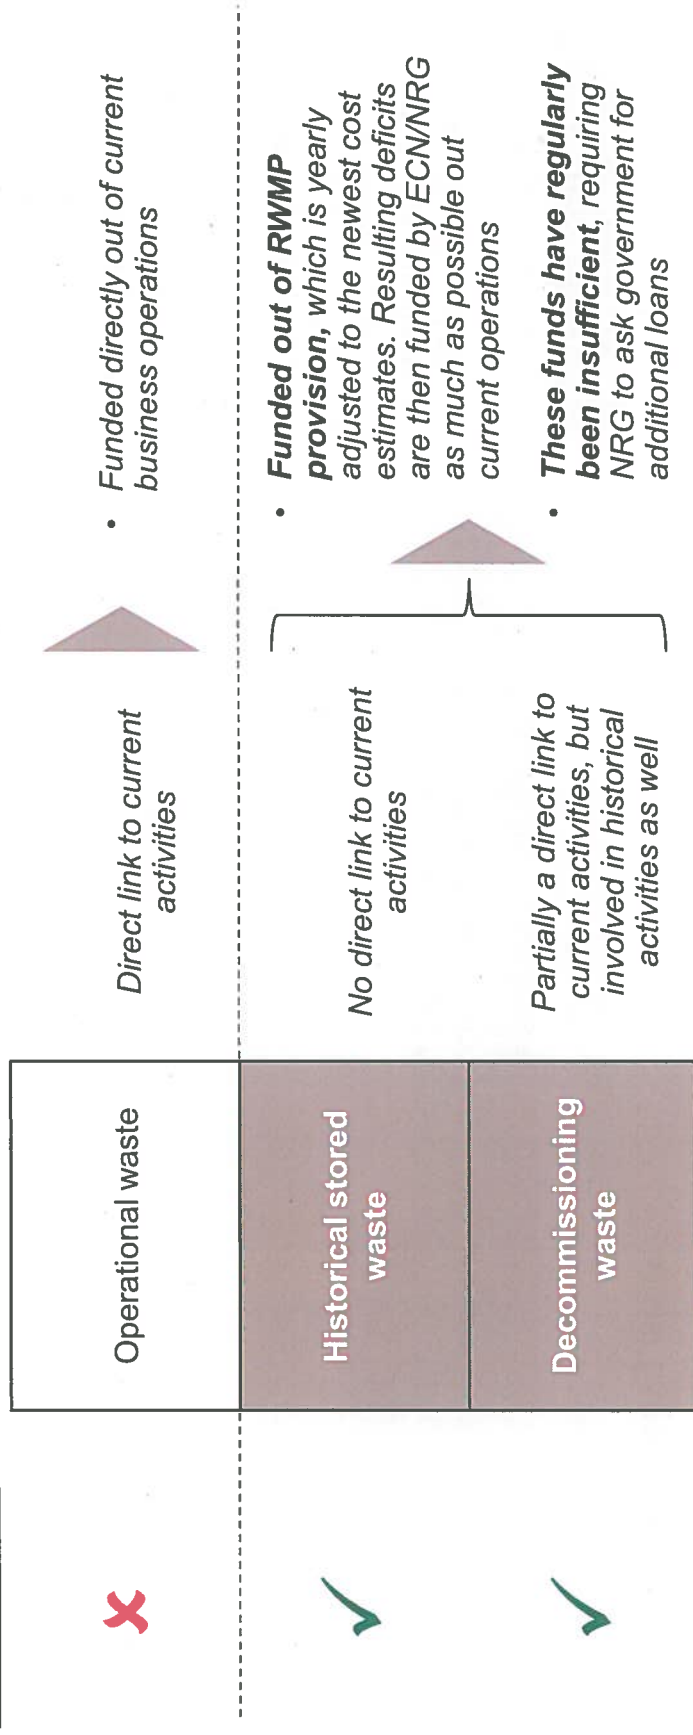 Operational waste
Direct link to current
activities
• Funded directly out of current
business operations
Historical stored
waste
No direct link to current
activities
Decommissioning
waste
Partially a direct link to
current activities, but
involved in historical
activities as well
• Funded out of RWMP
provision, which is yearly
adjusted to the newest cost
estimates. Resulting deficits
are then funded by ECN/NRG
as much as possible out
current operations
• These funds have regularly
been insufficient, requiring
NRG to ask government for
additional loans